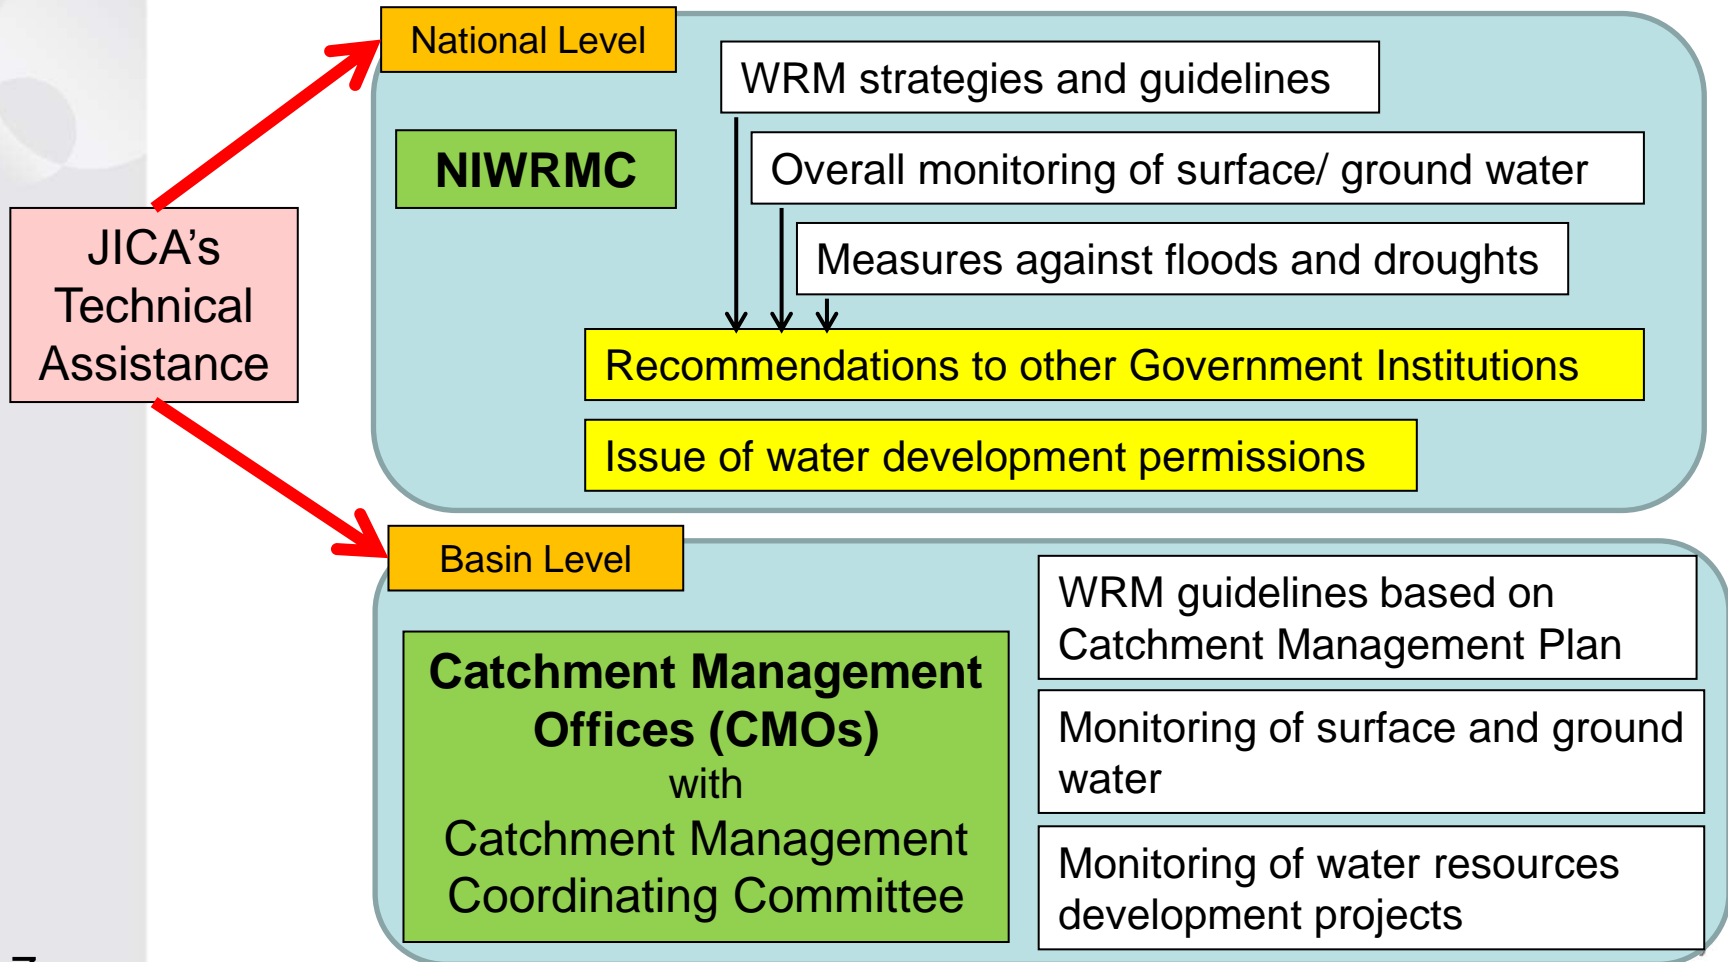 National Level
WRM strategies and guidelines
NIWRMC
Overall monitoring of surface/ ground water
JICA's
Technical
Assistance
Measures against floods and droughts
Recommendations to other Government Institutions
Issue of water development permissions
Basin Level
Catchment Management
Offices (CMOs)
with
Catchment Management
Coordinating Committee
WRM guidelines based on
Catchment Management Plan
Monitoring of surface and ground
water
Monitoring of water resources
development projects